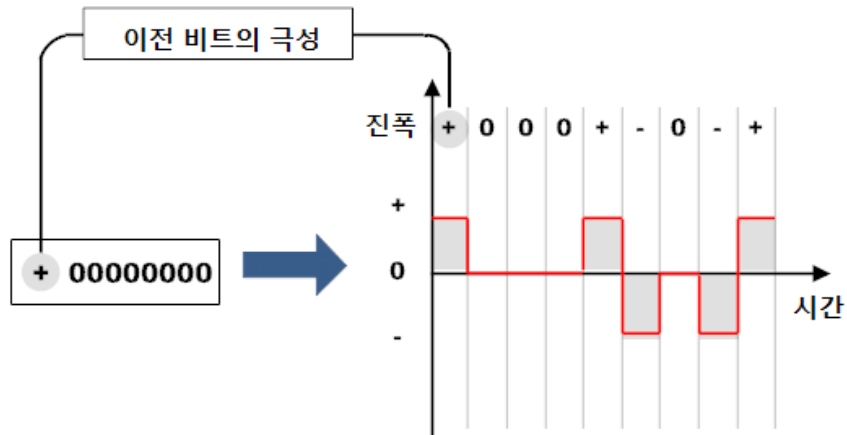 이전 비트의 극성
진폭
+ 0 0 0 + - 0 - +
+
+ 00000000
0
시간
-